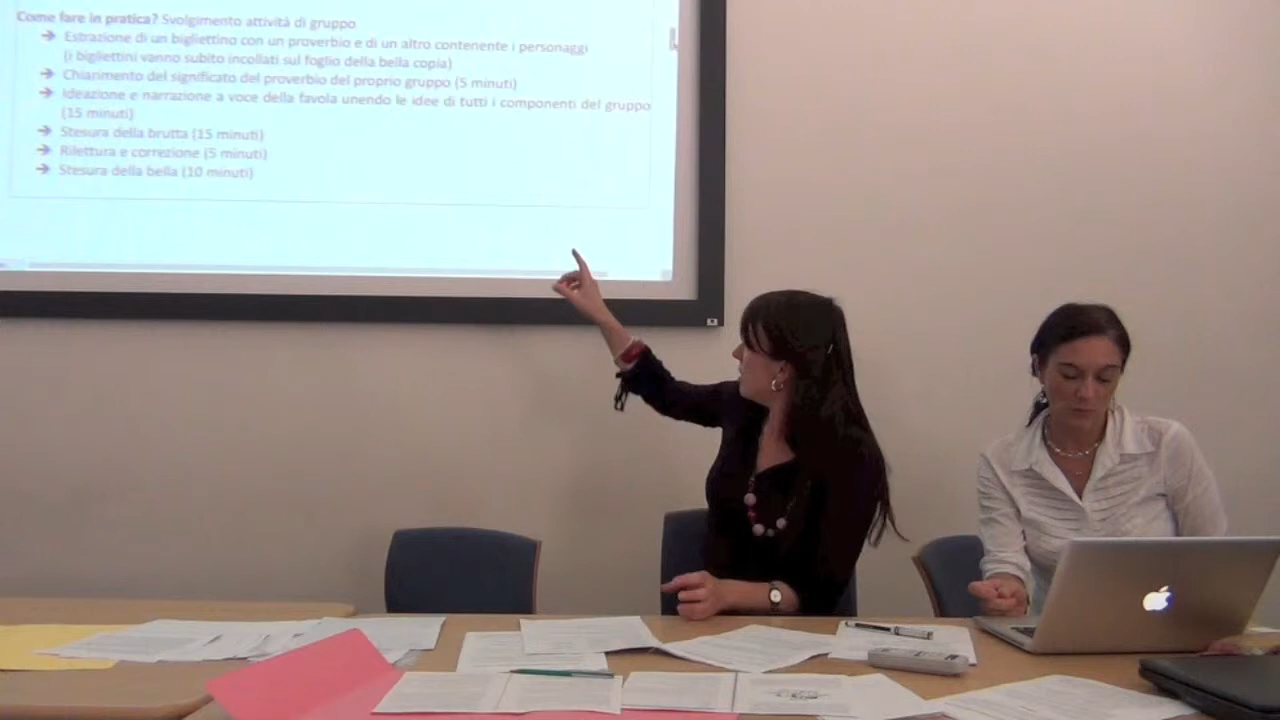 Come fare in pratica? Svolgimento attività di gruppo
➔ Estrazione di un bigliettino con un proverbio e di un altro contenente i personaggi
(i bigliettini vanno subito incollati sul foglio della bella copia)
➔ Chiarimento del significato del proverbio del proprio gruppo (5 minuti)
➔ Ideazione e narrazione a voce della favola unendo le idee di tutti i componenti del gruppo
(15 minuti)
➔ Stesura della brutta (15 minuti)
➔ Rilettura e correzione (5 minuti)
➔ Stesura della bella (10 minuti)